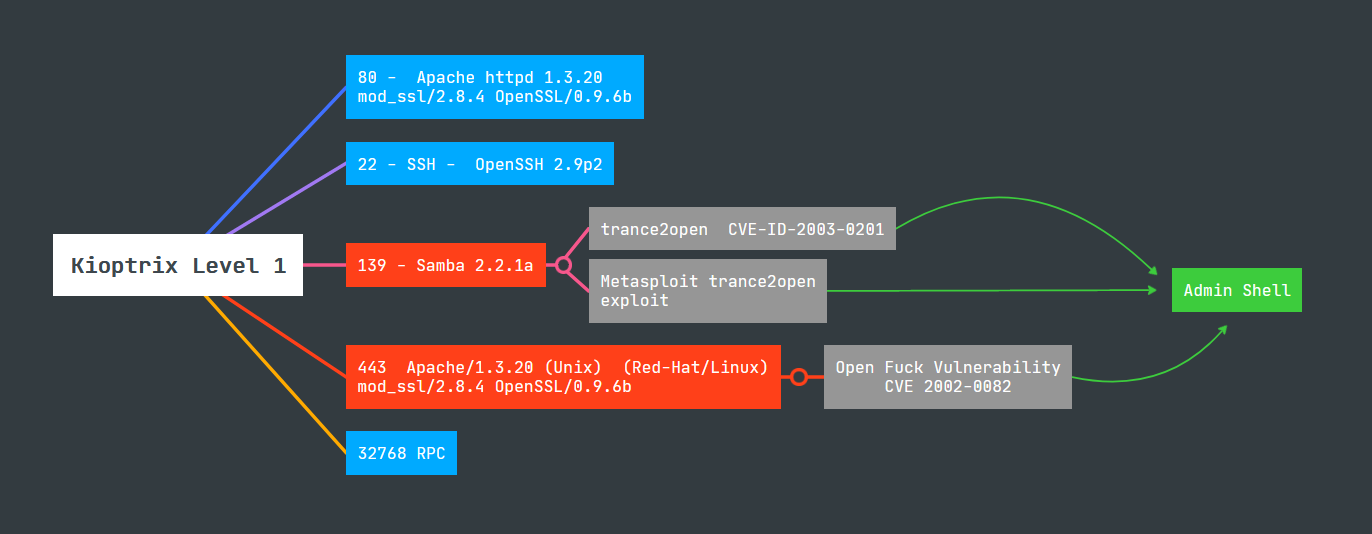 80 -  Apache httpd 1.3.20
mod_ssl/2.8.4 OpenSSL/0.9.6b
22 - SSH -  OpenSSH 2.9p2
Kioptrix Level 1
139 - Samba 2.2.1a
trance2open  CVE-ID-2003-0201
Metasploit trance2open
exploit
Admin Shell
443  Apache/1.3.20 (Unix)  (Red-Hat/Linux)
mod_ssl/2.8.4 OpenSSL/0.9.6b
Open Fuck Vulnerability
CVE 2002-0082
32768 RPC